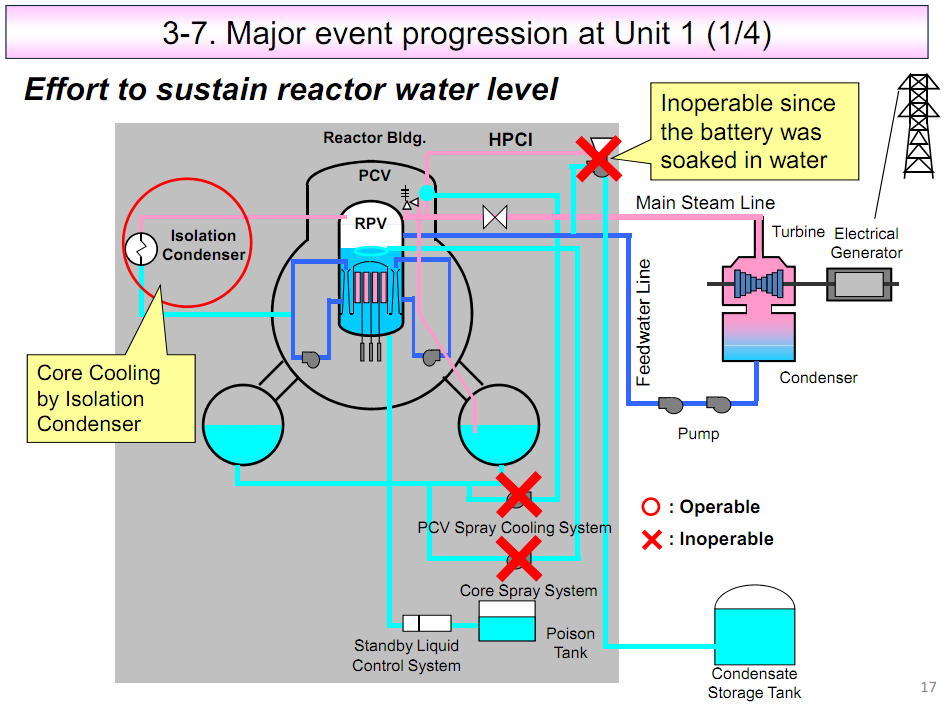 3-7. Major event progression at Unit 1 (1/4)
Effort to sustain reactor water level
Inoperable since
the battery was
soaked in water
Reactor Bldg.
HPCI
PCV
RPV
Main Steam Line
Isolation
Condenser
Turbine
Electrical
Generator
Feedwater Line
Core Cooling
by Isolation
Condenser
Condenser
Pump
PCV Spray Cooling System
: Operable
: Inoperable
Core Spray System
Poison
Tank
Standby Liquid
Control System
Condensate
Storage Tank
17